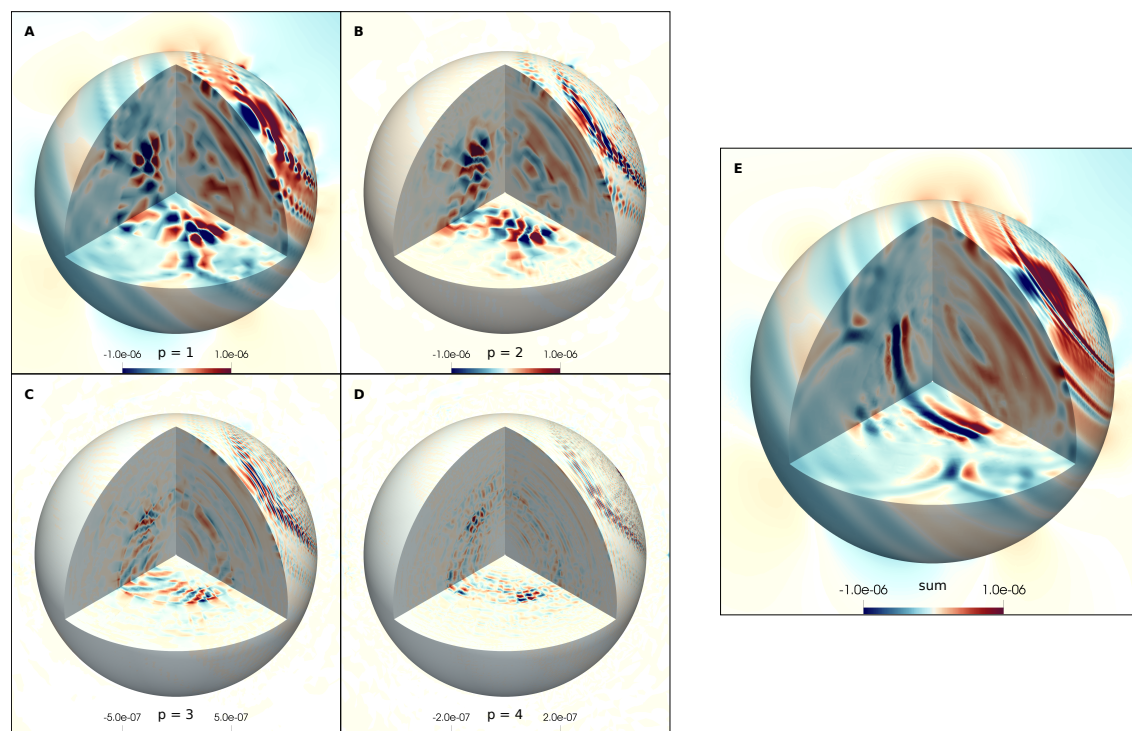 A
-1.0e-06 p = 1 1.0e-06
B
-1.0e-06 p = 2 1.0e-06
C
-5.0e-07 p = 3 5.0e-07
D
-2.0e-07 p = 4 2.0e-07
E
-1.0e-06 sum 1.0e-06